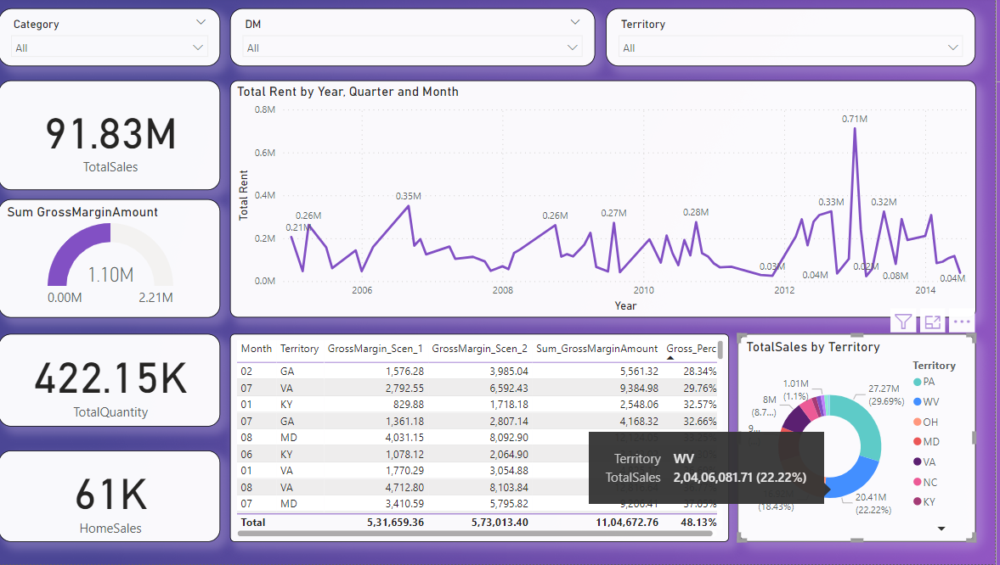 Category
All
DM
All
Territory
All
91.83M
TotalSales
Sum GrossMarginAmount
1.10M
0.00M
2.21M
422.15K
TotalQuantity
61K
HomeSales
Total Rent by Year, Quarter and Month
Total Rent
0.8M
0.6M
0.4M
0.2M
0.0M
0.21M
0.26M
0.35M
0.26M
0.27M
0.28M
0.03M
0.04M
0.33M
0.71M
0.02M
0.32M
0.08M
0.04M
2006 2008 2010 2012 2014
Year
Month Territory GrossMargin_Scen_1 GrossMargin_Scen_2 Sum_GrossMarginAmount Gross_Perc
02 GA 1,576.28 3,985.04 5,561.32 28.34%
07 VA 2,792.55 6,592.43 9,384.98 29.76%
01 KY 829.88 1,718.18 2,548.06 32.57%
07 GA 1,361.18 2,807.14 4,168.32 32.66%
08 MD 4,031.15 8,092.90
06 KY 1,078.12 2,064.90
01 VA 1,770.29 3,054.88
08 VA 4,712.80 8,103.84
07 MD 3,410.59 5,795.82
Total 5,31,659.36 5,73,013.40 11,04,672.76 48.13%
TotalSales by Territory
1.01M
(1.1%)
8M
(8.7...)
9...
27.27M
(29.69%)
20.41M
(22.22%)
(18.43%)
Territory
PA
WV
OH
MD
VA
NC
KY
Territory WV
TotalSales 2,04,06,081.71 (22.22%)